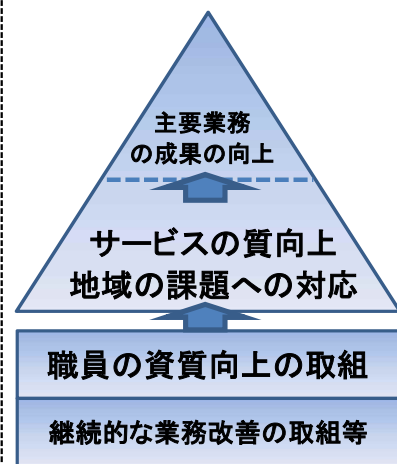 主要業務
の成果の向上
サービスの質向上
地域の課題への対応
職員の資質向上の取組
継続的な業務改善の取組等